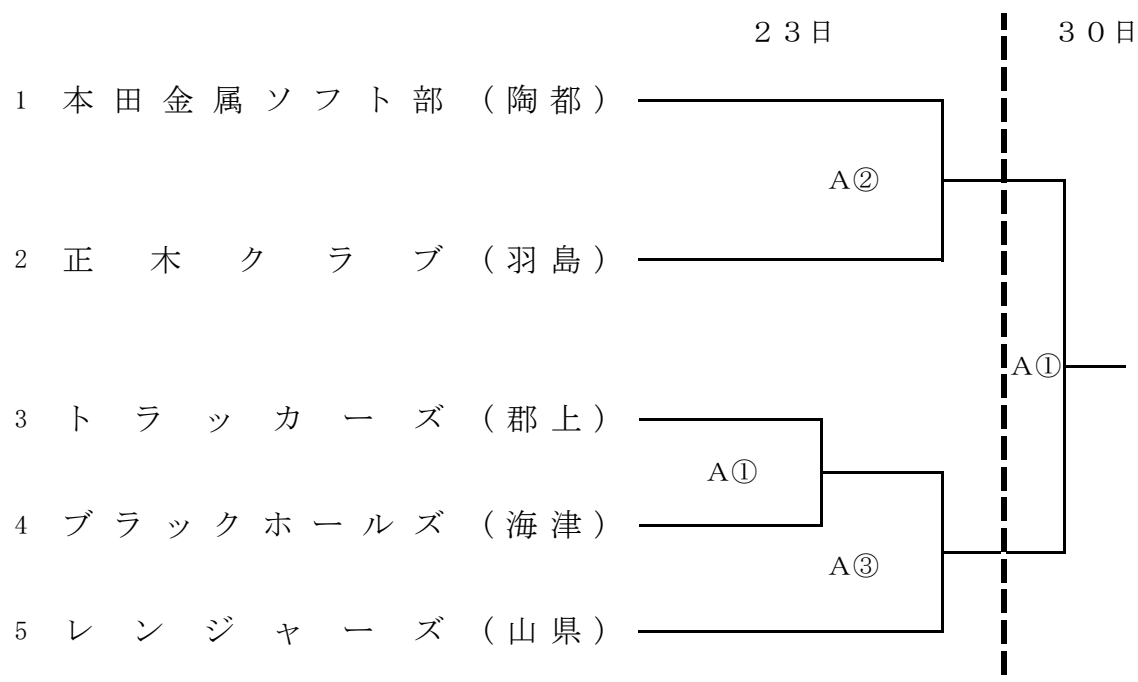 23日 30日
1 本田金属ソフト部 (陶都)
A②
2 正木クラブ (羽島)
A①
3 トラッカーズ (郡上)
A①
4 ブラックホールズ (海津)
A③
5 レンジャーズ (山県)